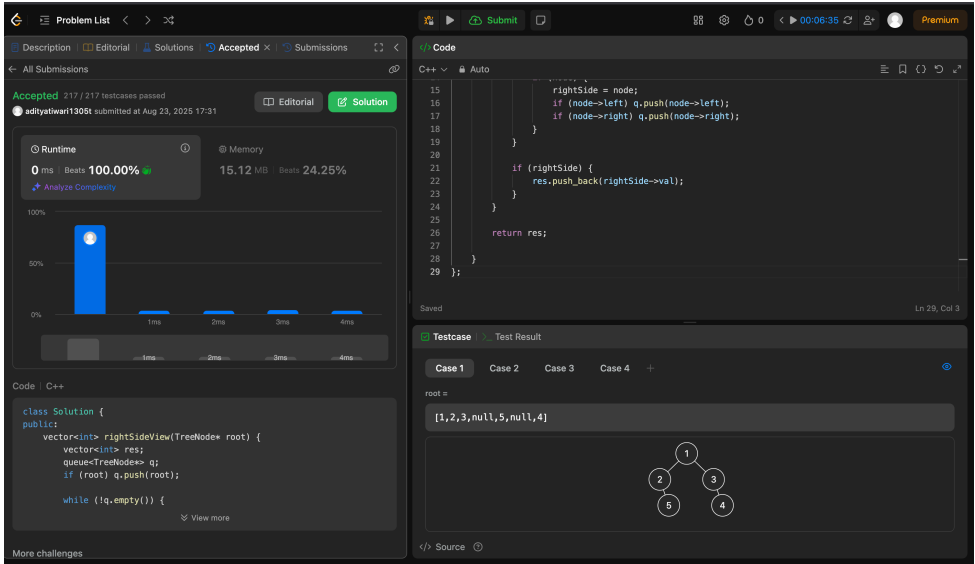 Problem List
Submit
0
00:06:35
Premium
Description | Editorial | Solutions | Accepted × | Submissions
All Submissions
Accepted 217 / 217 testcases passed
adityatiwari1305t submitted at Aug 23, 2025 17:31
Editorial
Solution
Runtime
0 ms | Beats 100.00%
Analyze Complexity
Memory
15.12 MB | Beats 24.25%
100%
50%
0%
1ms 2ms 3ms 4ms
1ms 2ms 3ms 4ms
Code | C++
class Solution {
public:
    vector<int> rightSideView(TreeNode* root) {
        vector<int> res;
        queue<TreeNode*> q;
        if (root) q.push(root);
        while (!q.empty()) {
View more
More challenges
</> Code
C++ Auto
15 rightSide = node;
16 if (node->left) q.push(node->left);
17 if (node->right) q.push(node->right);
18 }
19 }
20
21 if (rightSide) {
22 res.push_back(rightSide->val);
23 }
24 }
25
26 return res;
27
28 }
29 };
Saved
Ln 29, Col 3
Testcase | >_ Test Result
Case 1 Case 2 Case 3 Case 4 +
root =
[1,2,3,null,5,null,4]
1
2 3
5 4
</> Source